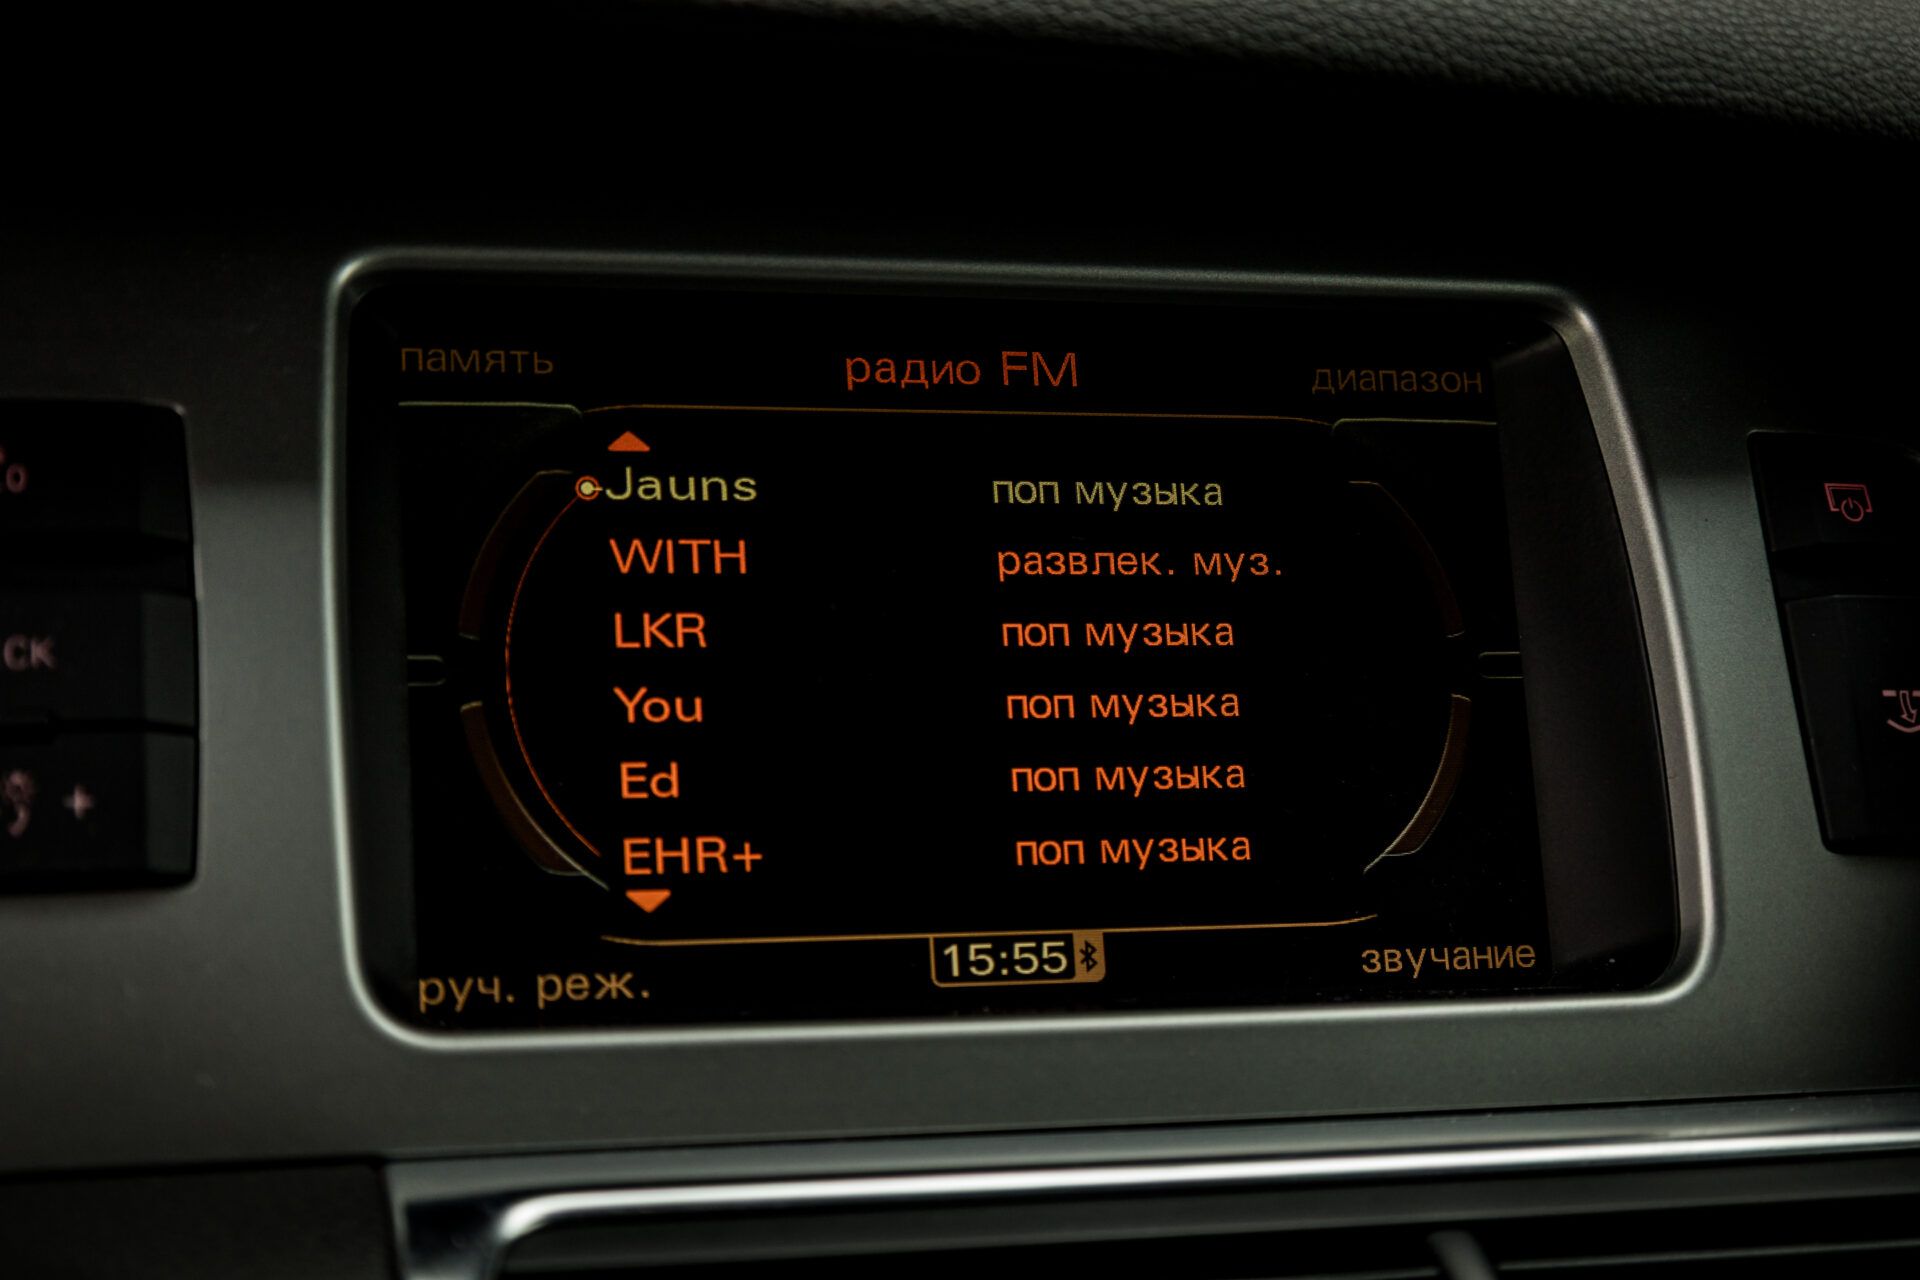 память радио FM диапазон
Jauns поп музыка
WITH развлек. муз.
LKR поп музыка
You поп музыка
Ed поп музыка
EHR+ поп музыка
руч. реж. 15:55 звучание